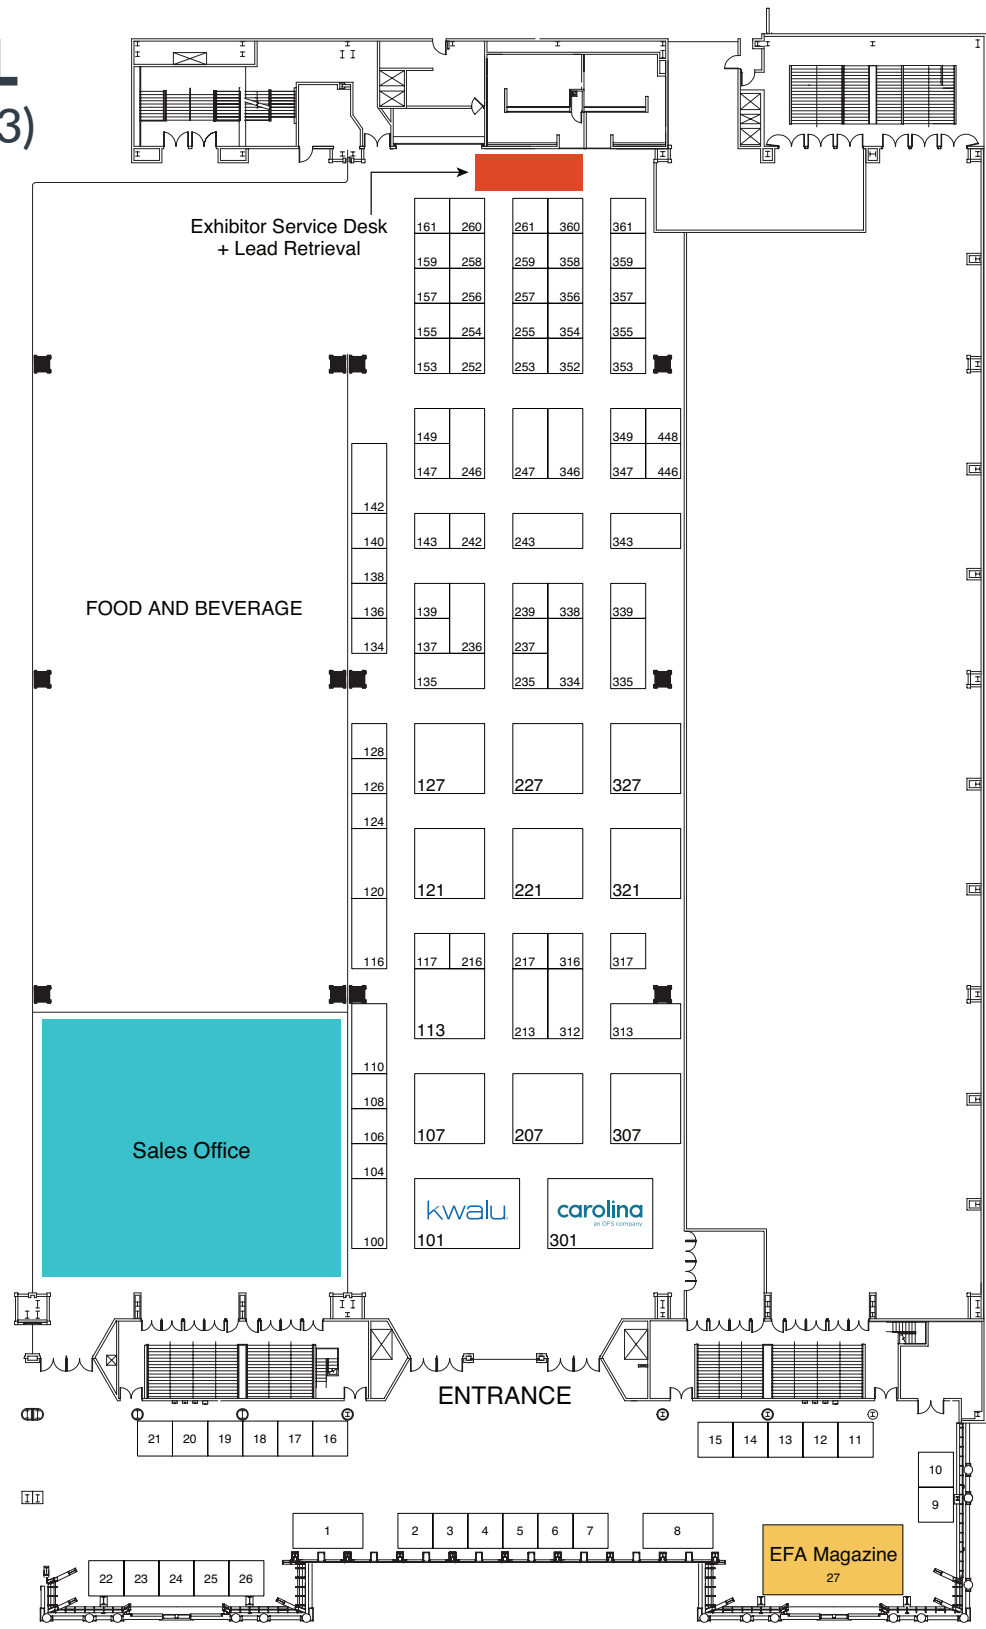 L
3)
Exhibitor Service Desk
+ Lead Retrieval
161 260 261 360 361
159 258 259 358 359
157 256 257 356 357
155 254 255 354 355
153 252 253 352 353
149 349 448
147 246 247 346 347 446
142
140 143 242 243 343
138
FOOD AND BEVERAGE
136 139 239 338 339
134 137 236 237
135 235 334 335
128
126 127 227 327
124
120 121 221 321
116 117 216 217 316 317
113 213 312 313
110
108
106 107 207 307
Sales Office
104
kwalu
carolina
an OFS company
100 101 301
ENTRANCE
21 20 19 18 17 16 15 14 13 12 11
10
9
1 2 3 4 5 6 7 8
EFA Magazine
27
22 23 24 25 26